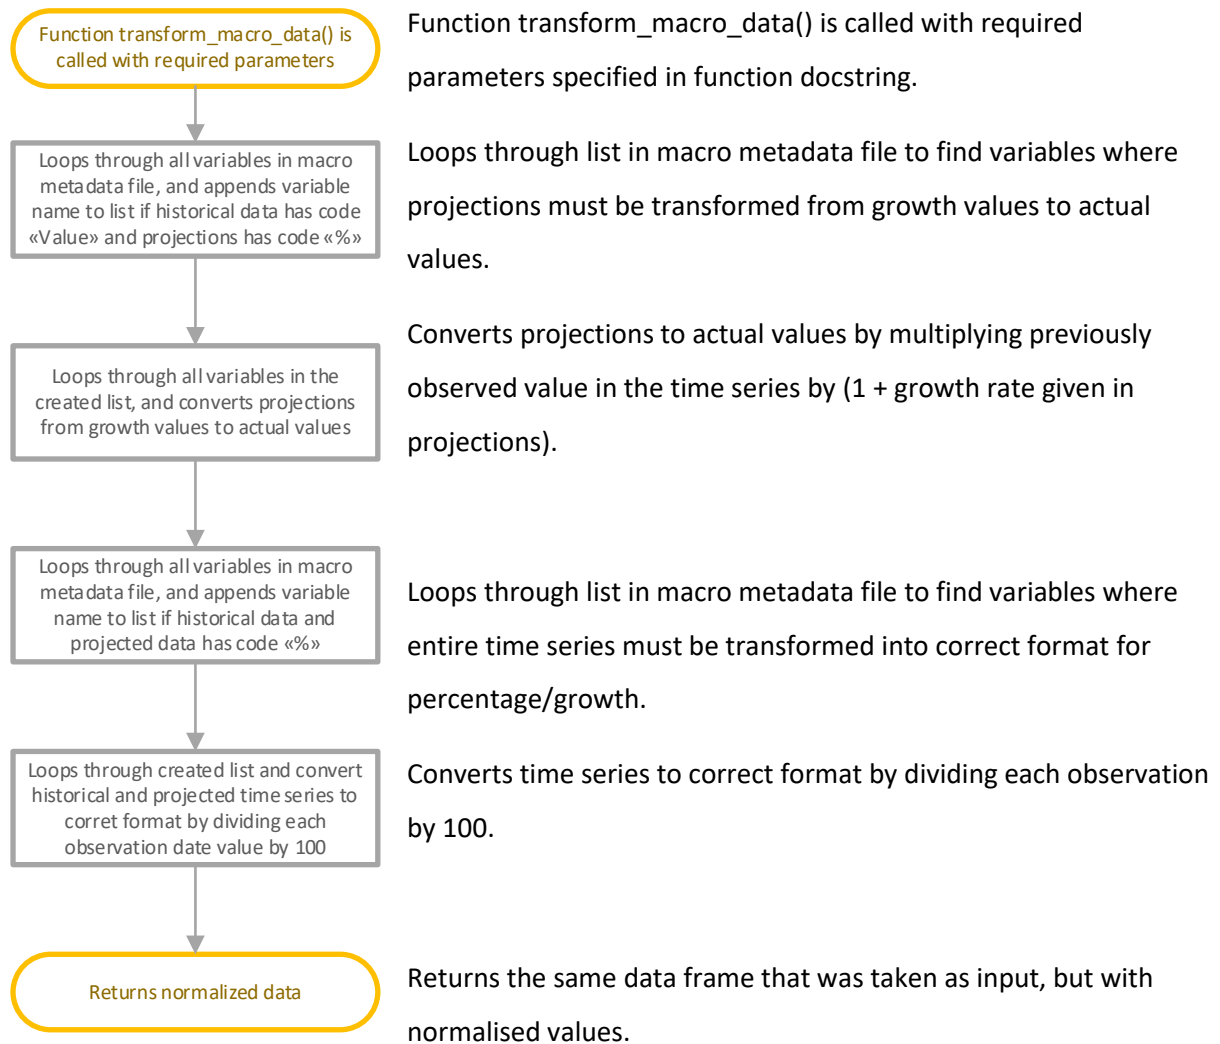 Function transform_macro_data() is
called with required parameters
Function transform_macro_data() is called with required
parameters specified in function docstring.
Loops through all variables in macro
metadata file, and appends variable
name to list if historical data has code
«Value» and projections has code «%»
Loops through list in macro metadata file to find variables where
projections must be transformed from growth values to actual
values.
Loops through all variables in the
created list, and converts projections
from growth values to actual values
Converts projections to actual values by multiplying previously
observed value in the time series by (1 + growth rate given in
projections).
Loops through all variables in macro
metadata file, and appends variable
name to list if historical data and
projected data has code «%»
Loops through list in macro metadata file to find variables where
entire time series must be transformed into correct format for
percentage/growth.
Loops through created list and convert
historical and projected time series to
corret format by dividing each
observation date value by 100
Converts time series to correct format by dividing each observation
by 100.
Returns normalized data
Returns the same data frame that was taken as input, but with
normalised values.